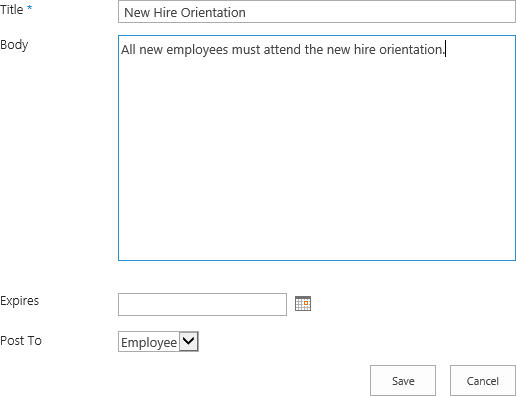 Title * New Hire Orientation
Body All new employees must attend the new hire orientation.
Expires
Post To Employee
Save Cancel